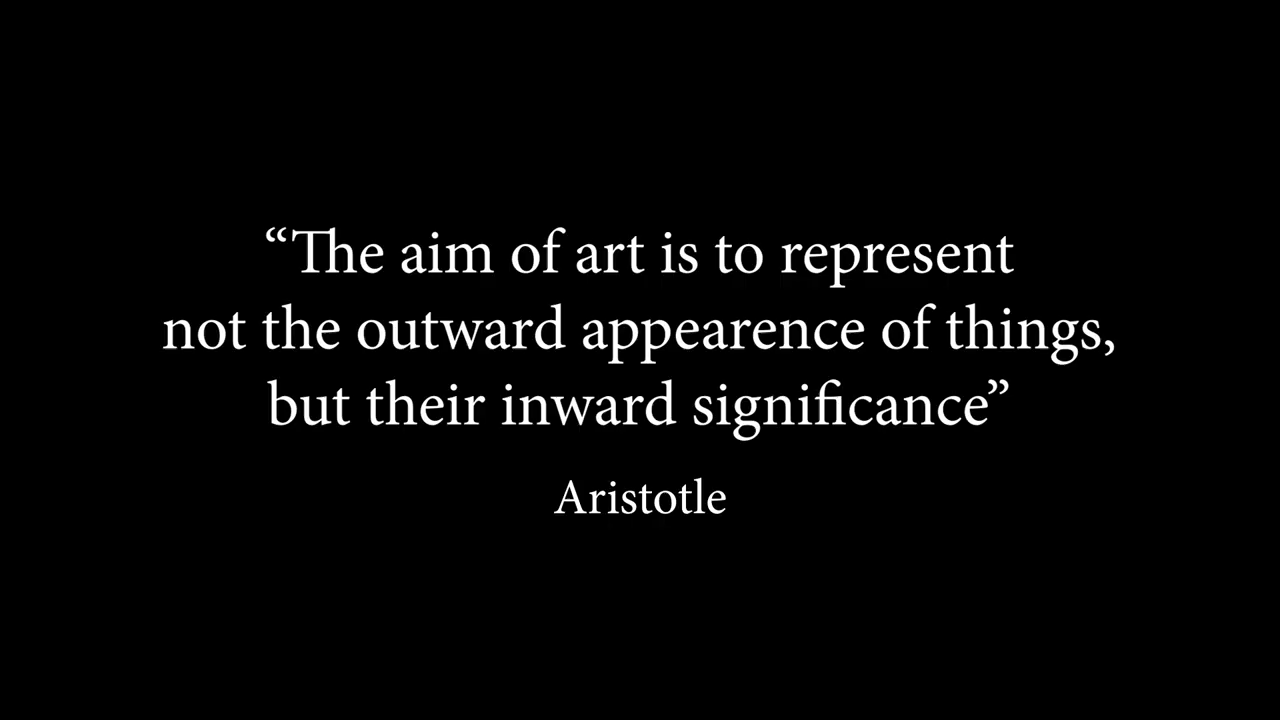 “The aim of art is to represent
not the outward appearence of things,
but their inward significance”
Aristotle